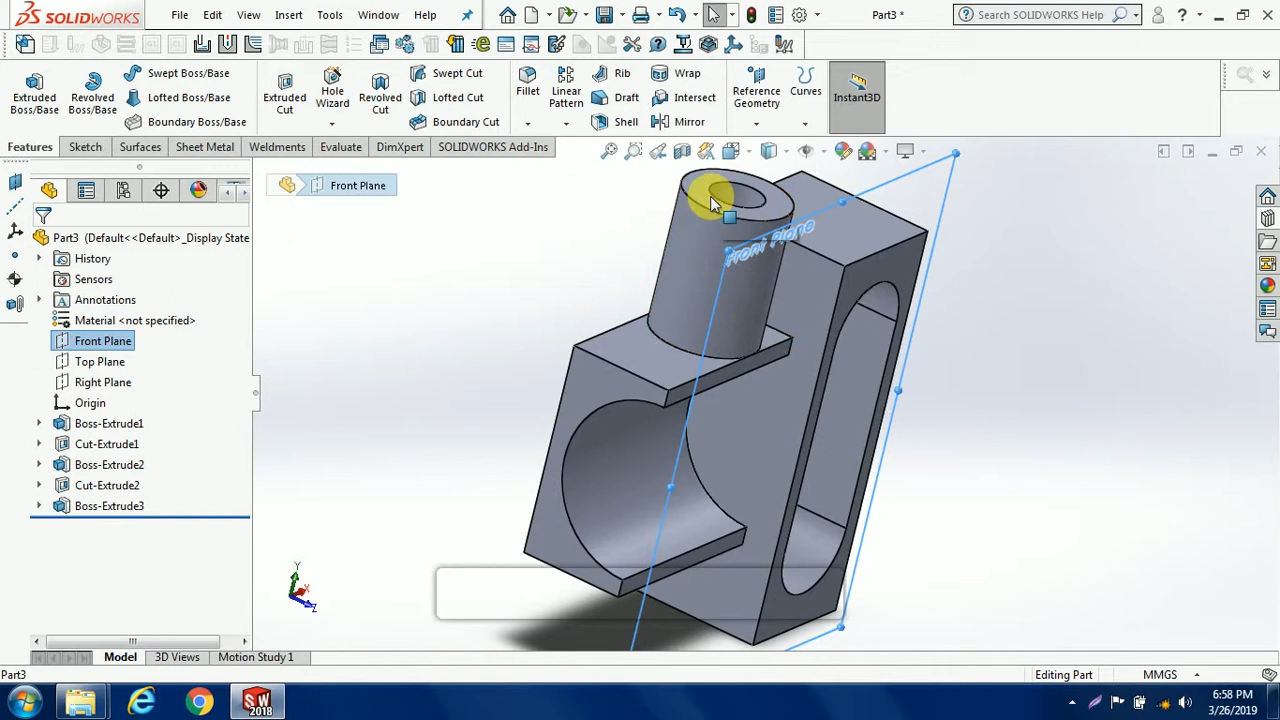 SOLIDWORKS File Edit View Insert Tools Window Help Part3 * Search SOLIDWORKS Help ?
Extruded Boss/Base
Revolved Boss/Base
Swept Boss/Base
Lofted Boss/Base
Boundary Boss/Base
Extruded Cut
Hole Wizard
Revolved Cut
Swept Cut
Lofted Cut
Boundary Cut
Fillet
Linear Pattern
Rib
Draft
Shell
Wrap
Intersect
Mirror
Reference Geometry
Curves
Instant3D
Features Sketch Surfaces Sheet Metal Weldments Evaluate DimXpert SOLIDWORKS Add-Ins
Front Plane
Part3 (Default<<Default>_Display State
History
Sensors
Annotations
Material <not specified>
Front Plane
Top Plane
Right Plane
Origin
Boss-Extrude1
Cut-Extrude1
Boss-Extrude2
Cut-Extrude2
Boss-Extrude3
Front Plane
Y
X
Z
Model 3D Views Motion Study 1
Part3 Editing Part MMGS
SW 2018
6:58 PM
3/26/2019